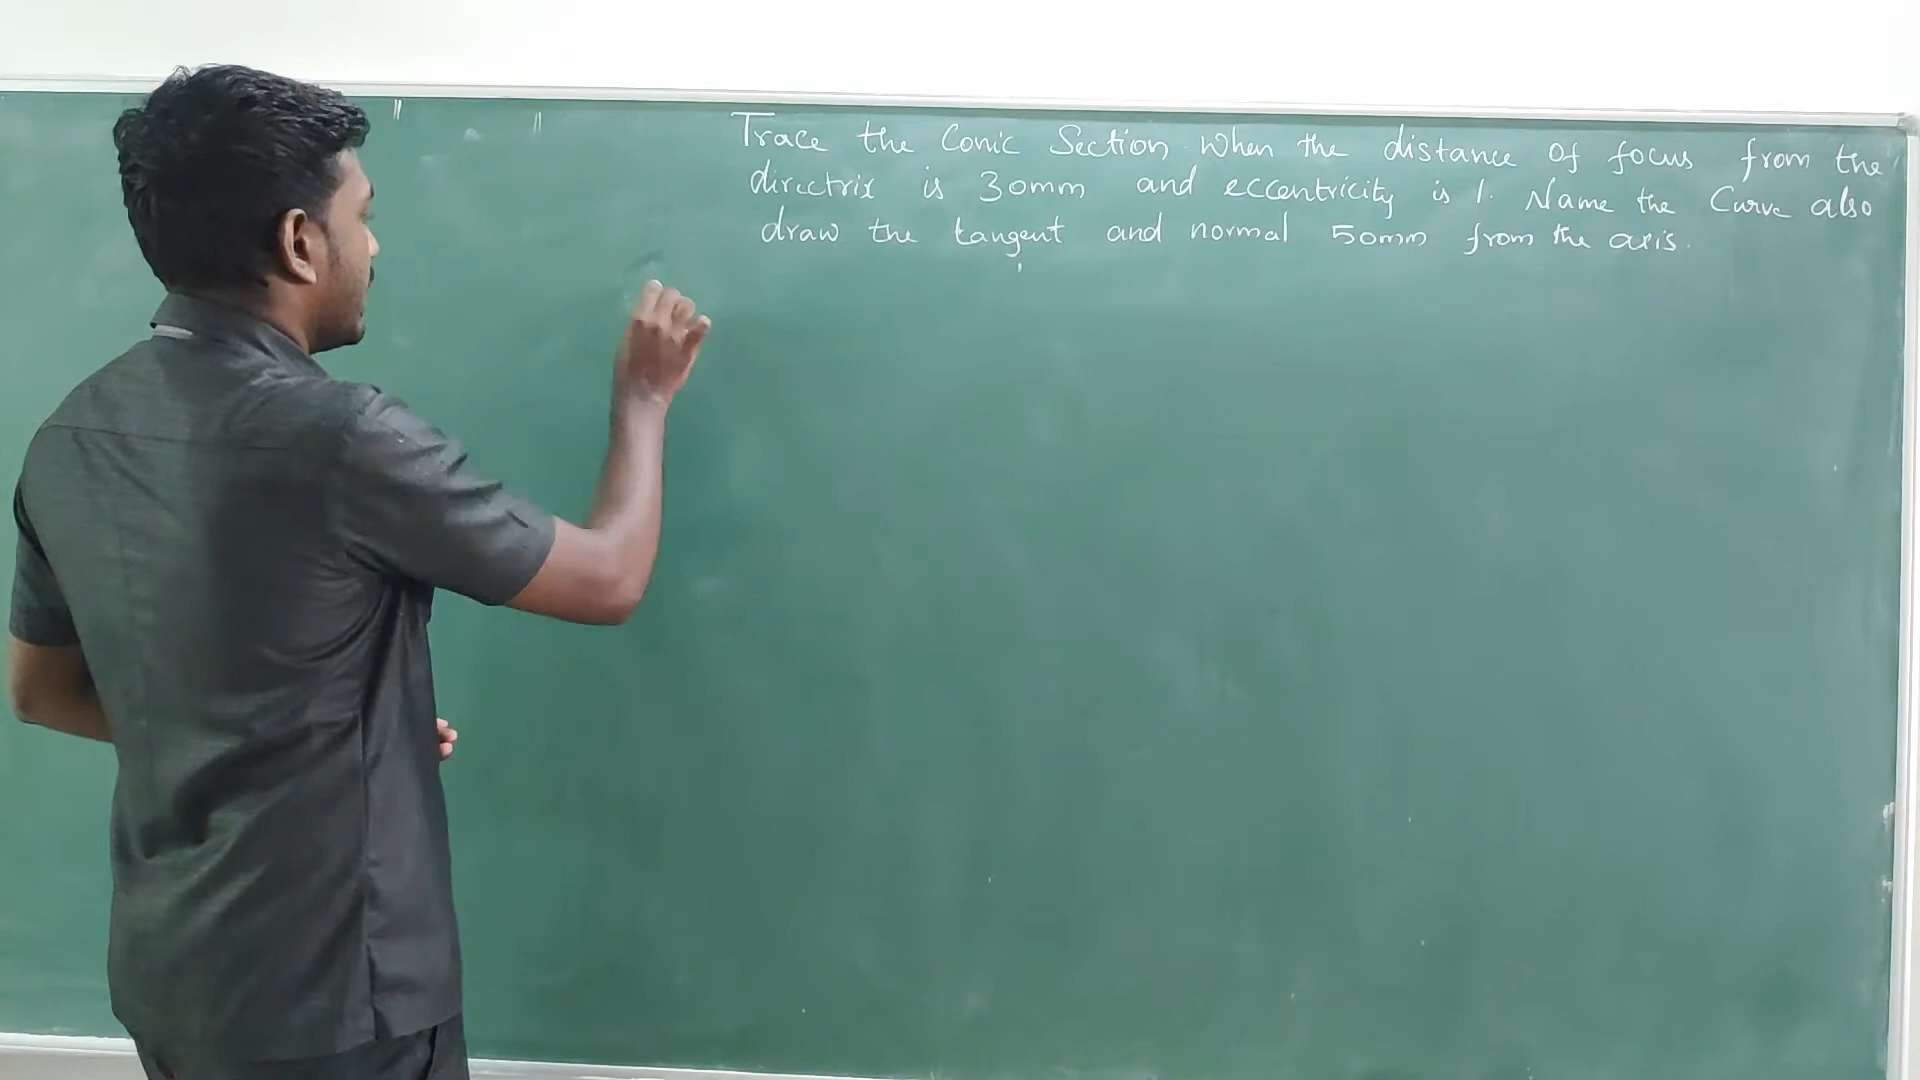 Trace the Conic Section when the distance of focus from the
directrix is 30mm and eccentricity is 1. Name the Curve also
draw the tangent and normal 50mm from the axis.